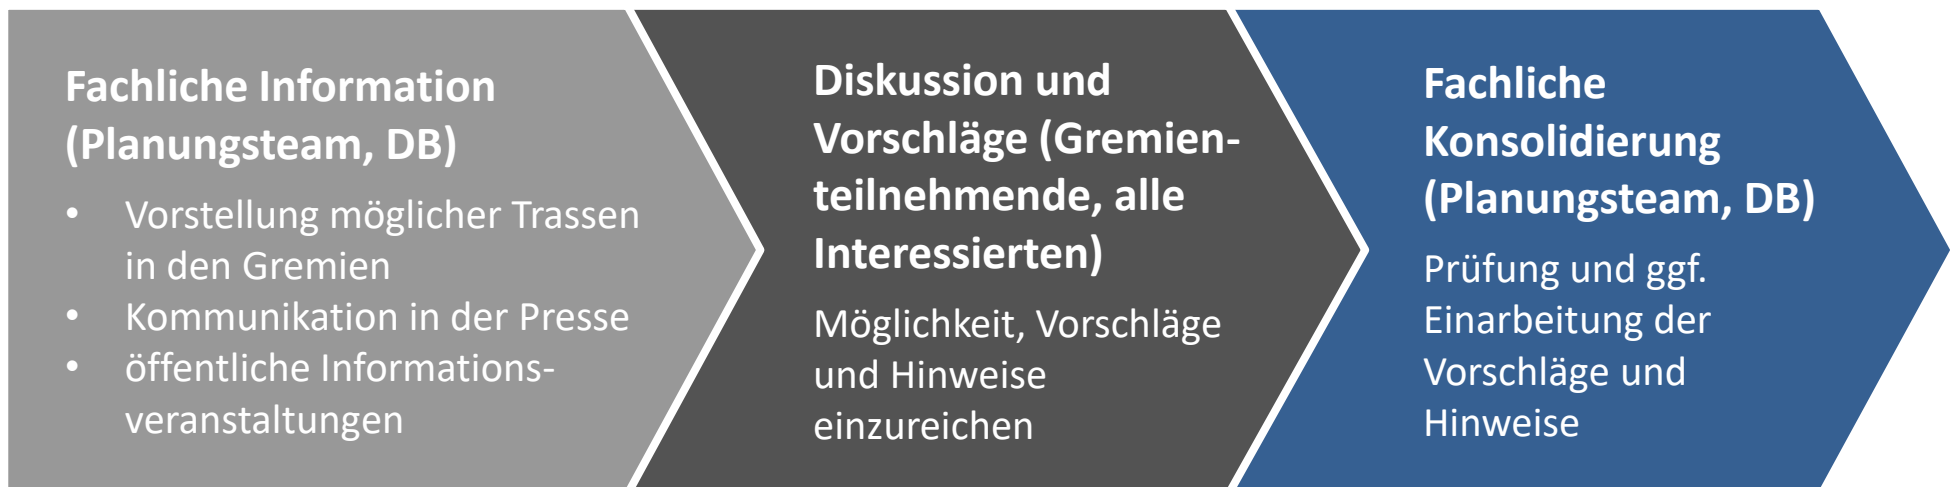 Fachliche Information
(Planungsteam, DB)
• Vorstellung möglicher Trassen
in den Gremien
• Kommunikation in der Presse
• öffentliche Informations-
veranstaltungen
Diskussion und
Vorschläge (Gremien-
teilnehmende, alle
Interessierten)
Möglichkeit, Vorschläge
und Hinweise
einzureichen
Fachliche
Konsolidierung
(Planungsteam, DB)
Prüfung und ggf.
Einarbeitung der
Vorschläge und
Hinweise